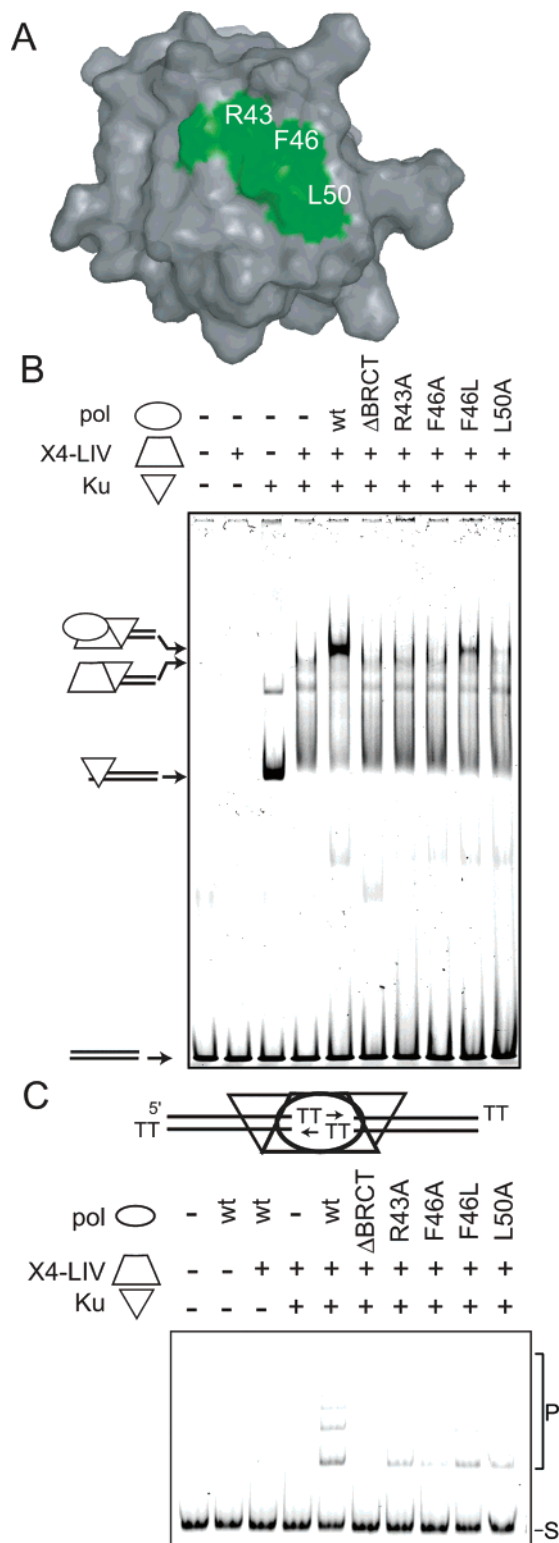 A
R43
F46
L50
B
pol - - - - wt ΔBRCT R43A F46A F46L L50A
X4-LIV - + - + + + + + + +
Ku - - + + + + + + + +
C
5'
TT
TT
TT
TT
pol - wt wt - wt ΔBRCT R43A F46A F46L L50A
X4-LIV - - + + + + + + + +
Ku - - - + + + + + + +
P
-S